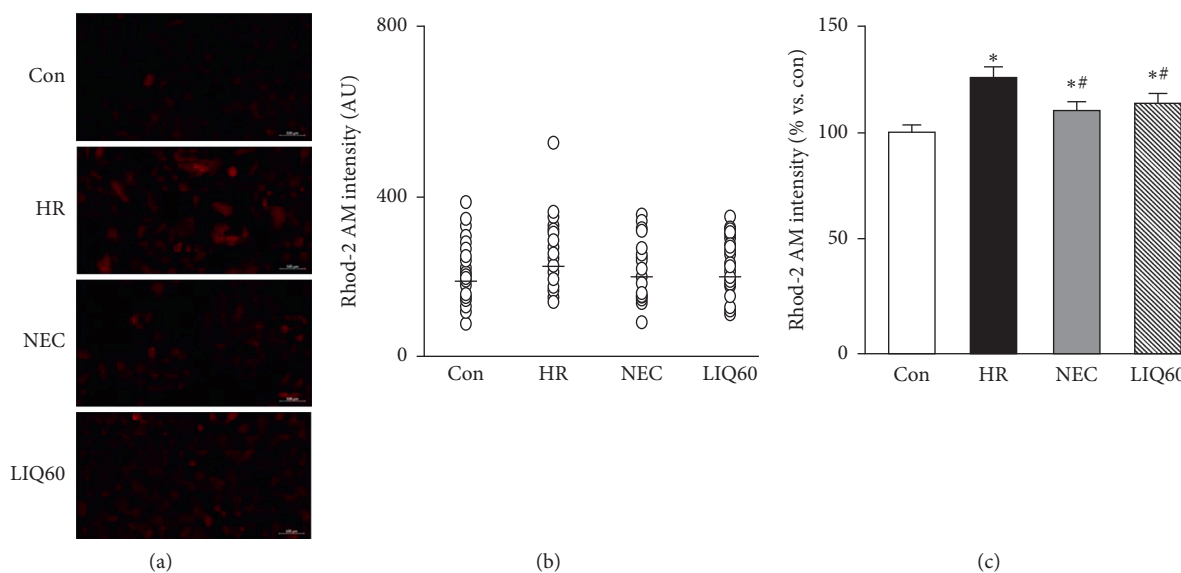 Con
HR
NEC
LIQ60
(a)
Rhod-2 AM intensity (AU)
800
400
0
Con HR NEC LIQ60
(b)
Rhod-2 AM intensity (% vs. con)
150
100
50
0
*
*#
*#
Con HR NEC LIQ60
(c)